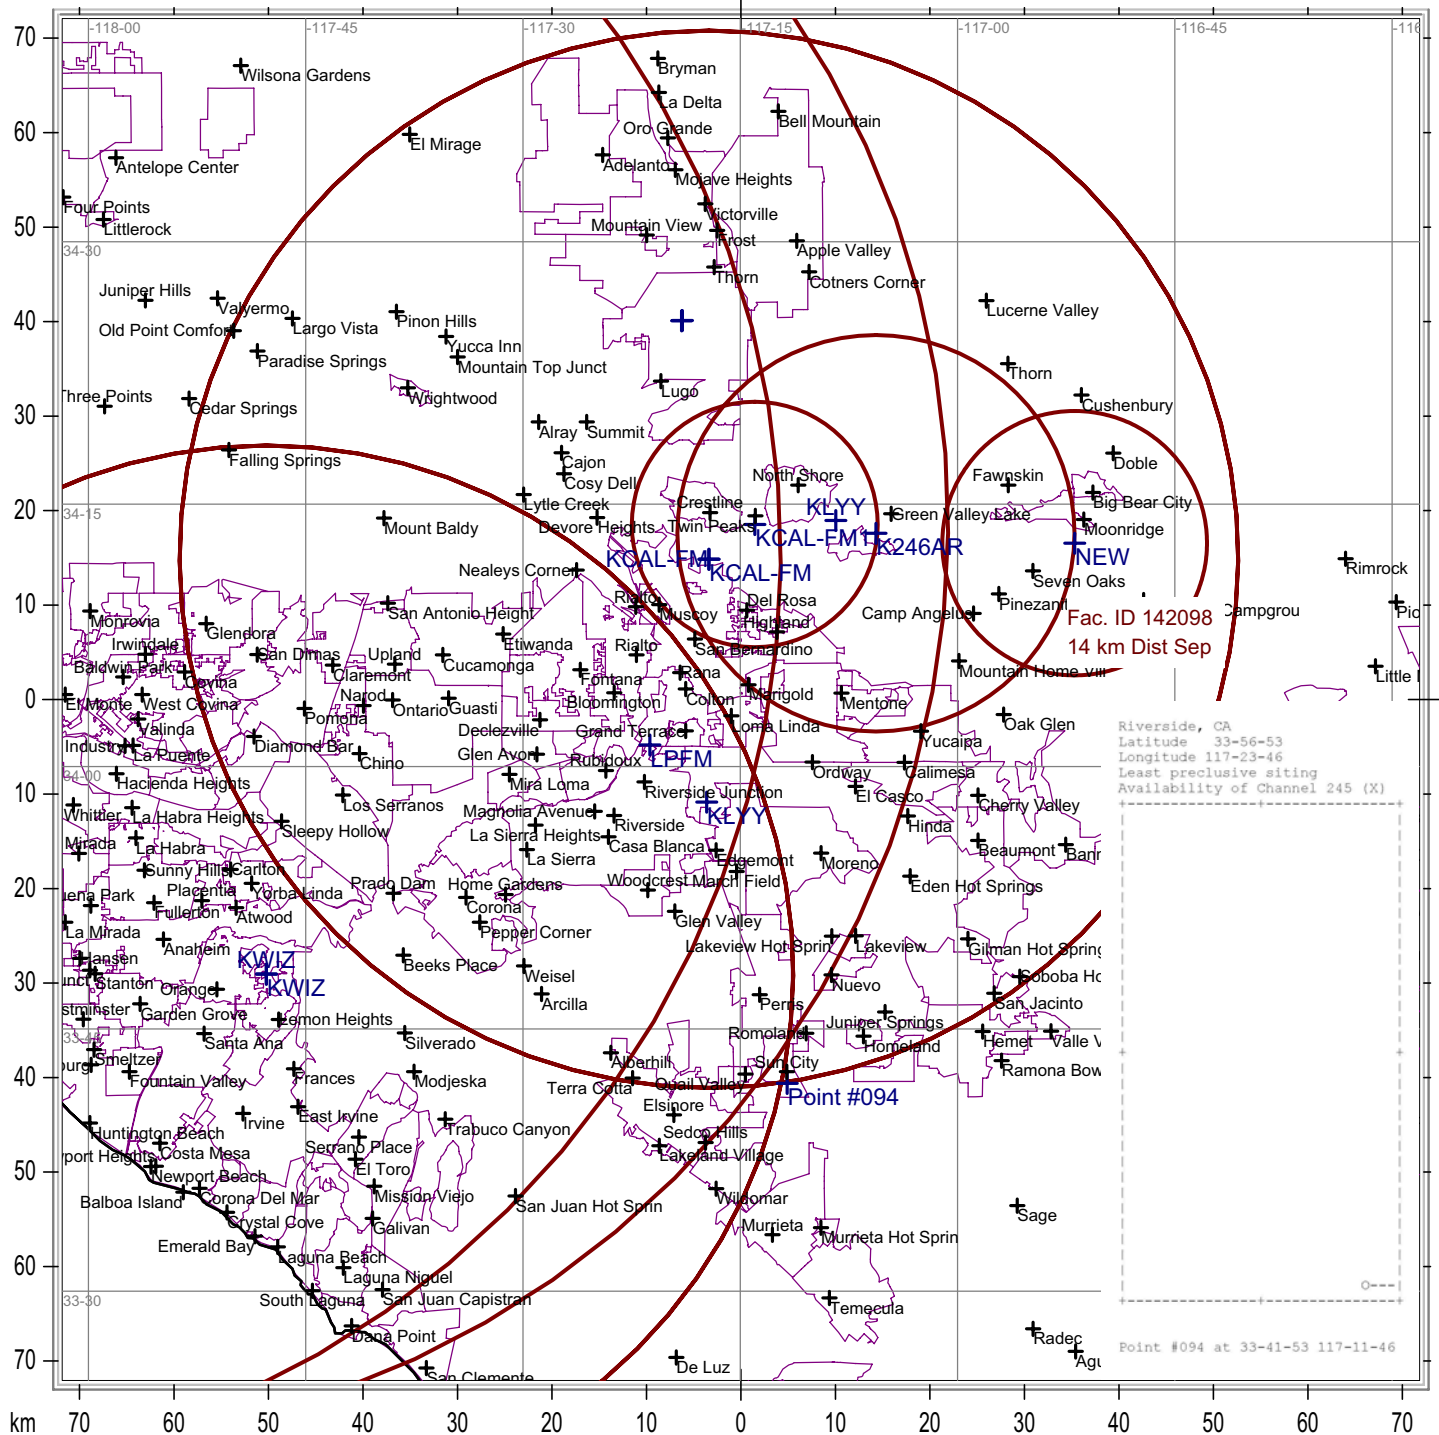 -118-00 -117-45 -117-30 -117-15 -117-00 -116-45
70
Wilsona Gardens
Bryman
La Delta
Bell Mountain
60
El Mirage
Oro Grande
Antelope Center
Adelanto
Mojave Heights
Four Points
Victorville
50
Littlerock
Mountain View
Frost
34-30
Apple Valley
Thorn
Cotners Corner
Juniper Hills
Valyermo
Largo Vista
Pinon Hills
Lucerne Valley
40
Old Point Comfort
Yucca Inn
Paradise Springs
Mountain Top Junct
Thorn
Three Points
Cedar Springs
Wrightwood
Lugo
Cushenbury
30
Alray
Summit
Falling Springs
Cajon
Cosy Dell
North Shore
Fawnskin
Doble
Lytle Creek
Crestline
KLYY
Big Bear City
20
34-15
Mount Baldy
Devore Heights
Twin Peaks
Green Valley Lake
Moonridge
KCAL-FM1
K246AR
KCAL-FM
KCAL-FM
NEW
Rimrock
Nealeys Corner
Seven Oaks
10
Monrovia
Glendora
San Antonio Height
Rialto
Muscoy
Del Rosa
Highland
Camp Angelus
Pinezanit
Fac. ID 142098
14 km Dist Sep
Campgrou
Irwindale
San Dimas
Upland
Etiwanda
Rialto
San Bernardino
Baldwin Park
Covina
Claremont
Cucamonga
Fontana
Rana
Mountain Home
0
El Monte
West Covina
Narod
Ontario
Guasti
Bloomington
Colton
Marigold
Mentone
Valinda
Pomona
Declezville
Grand Terrace
Loma Linda
Oak Glen
Industry
La Puente
Diamond Bar
Chino
Glen Avon
Rubidoux
LPFM
Yucaipa
34-00
Hacienda Heights
Mira Loma
Riverside Junction
Ordway
El Casco
Calimesa
10
Whittier
La Habra Heights
Los Serranos
Magnolia Avenue
Riverside
KLYY
Cherry Valley
Sleepy Hollow
La Sierra Heights
Casa Blanca
Hinda
Mirada
La Habra
La Sierra
Edgemont
Moreno
Beaumont
Bann
Sunny Hills
Carlton
Placentia
Yorba Linda
Prado Dam
Home Gardens
Woodcrest
March Field
Eden Hot Springs
20
uena Park
Fullerton
Atwood
Corona
Glen Valley
La Mirada
Anaheim
Pepper Corner
Lakeview Hot Sprin
Lakeview
Gilman Hot Spring
Hansen
KWIZ
KWIZ
Beeks Place
Weisel
Nuevo
Soboba Ho
30
Stanton
Orange
Arcilla
Perris
San Jacinto
stminster
Garden Grove
Lemon Heights
Juniper Springs
33-45
Santa Ana
Silverado
Romoland
Homeland
Hemet
Valle V
Smeltzer
Alberhill
Sun City
Ramona Bow
40
Fountain Valley
Frances
Modjeska
Terra Cotta
Quail Valley
Point #094
Huntington Beach
Irvine
East Irvine
Trabuco Canyon
Elsinore
Sedco Hills
port Heights
Costa Mesa
Serrano Place
Lakeland Village
50
Newport Beach
El Toro
Balboa Island
Corona Del Mar
Mission Viejo
San Juan Hot Sprin
Wildomar
Sage
Crystal Cove
Galivan
Murrieta
Murrieta Hot Sprin
Emerald Bay
Laguna Beach
60
Laguna Niguel
33-30
South Laguna
San Juan Capistran
Temecula
Dana Point
Radec
70
San Clemente
De Luz
Agu
Riverside, CA
Latitude 33-56-53
Longitude 117-23-46
Least preclusive siting
Availability of Channel 245 (X)
O---
Point #094 at 33-41-53 117-11-46
km 70 60 50 40 30 20 10 0 10 20 30 40 50 60 70